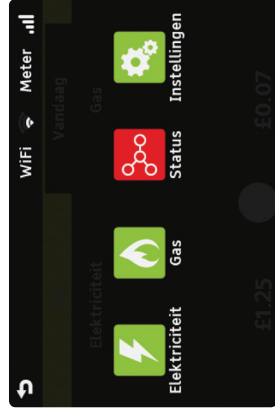 WiFi Meter
Vandaag
Elektriciteit Gas
Elektriciteit Gas Status Instellingen
£1.25 £0.07